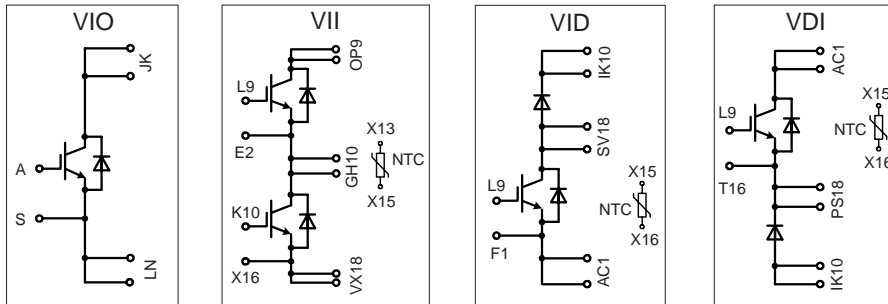 VIO
JK
A
S
LN
VII
OP9
L9
E2
GH10
X13
NTC
X15
K10
X16
VX18
VID
IK10
SV18
L9
X15
NTC
X16
F1
AC1
VDI
AC1
L9
X15
NTC
X16
T16
PS18
IK10